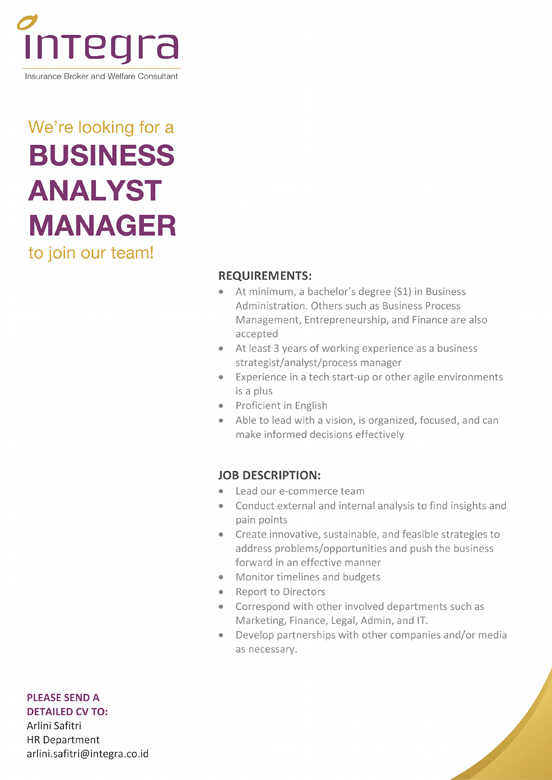 integra
Insurance Broker and Welfare Consultant
We're looking for a
BUSINESS
ANALYST
MANAGER
to join our team!
REQUIREMENTS:
• At minimum, a bachelor's degree (S1) in Business
Administration. Others such as Business Process
Management, Entrepreneurship, and Finance are also
accepted
• At least 3 years of working experience as a business
strategist/analyst/process manager
• Experience in a tech start-up or other agile environments
is a plus
• Proficient in English
• Able to lead with a vision, is organized, focused, and can
make informed decisions effectively
JOB DESCRIPTION:
• Lead our e-commerce team
• Conduct external and internal analysis to find insights and
pain points
• Create innovative, sustainable, and feasible strategies to
address problems/opportunities and push the business
forward in an effective manner
• Monitor timelines and budgets
• Report to Directors
• Correspond with other involved departments such as
Marketing, Finance, Legal, Admin, and IT.
• Develop partnerships with other companies and/or media
as necessary.
PLEASE SEND A
DETAILED CV TO:
Arlini Safitri
HR Department
arlini.safitri@integra.co.id